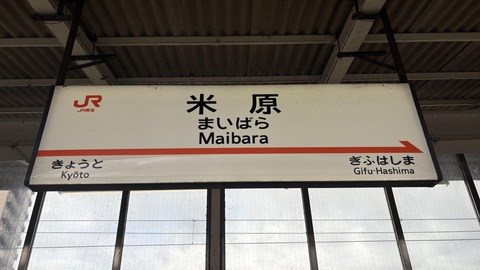 JR
JR東海
米原
まいばら
Maibara
きょうと
Kyōto
ぎふはしま
Gifu-Hashima